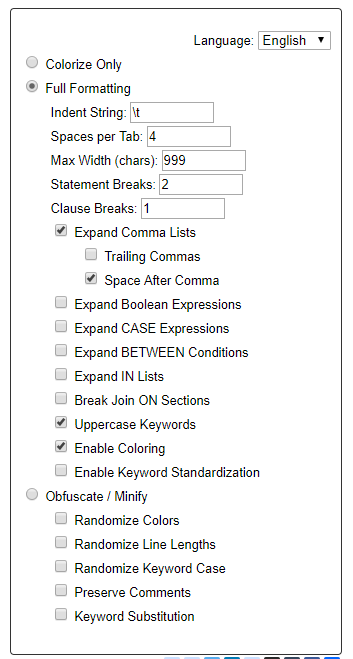 Language: English
Colorize Only
Full Formatting
Indent String: \t
Spaces per Tab: 4
Max Width (chars): 999
Statement Breaks: 2
Clause Breaks: 1
Expand Comma Lists
Trailing Commas
Space After Comma
Expand Boolean Expressions
Expand CASE Expressions
Expand BETWEEN Conditions
Expand IN Lists
Break Join ON Sections
Uppercase Keywords
Enable Coloring
Enable Keyword Standardization
Obfuscate / Minify
Randomize Colors
Randomize Line Lengths
Randomize Keyword Case
Preserve Comments
Keyword Substitution